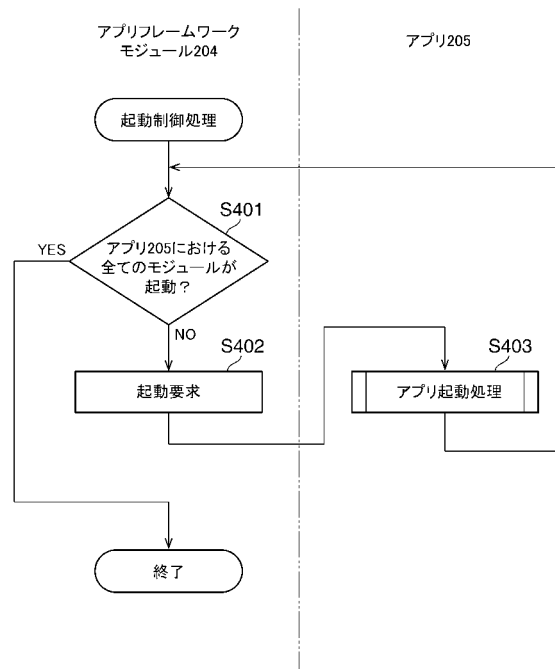 アプリフレームワーク
モジュール204
アプリ205
起動制御処理
S401
YES
アプリ205における
全てのモジュールが
起動？
NO
S402
起動要求
S403
アプリ起動処理
終了